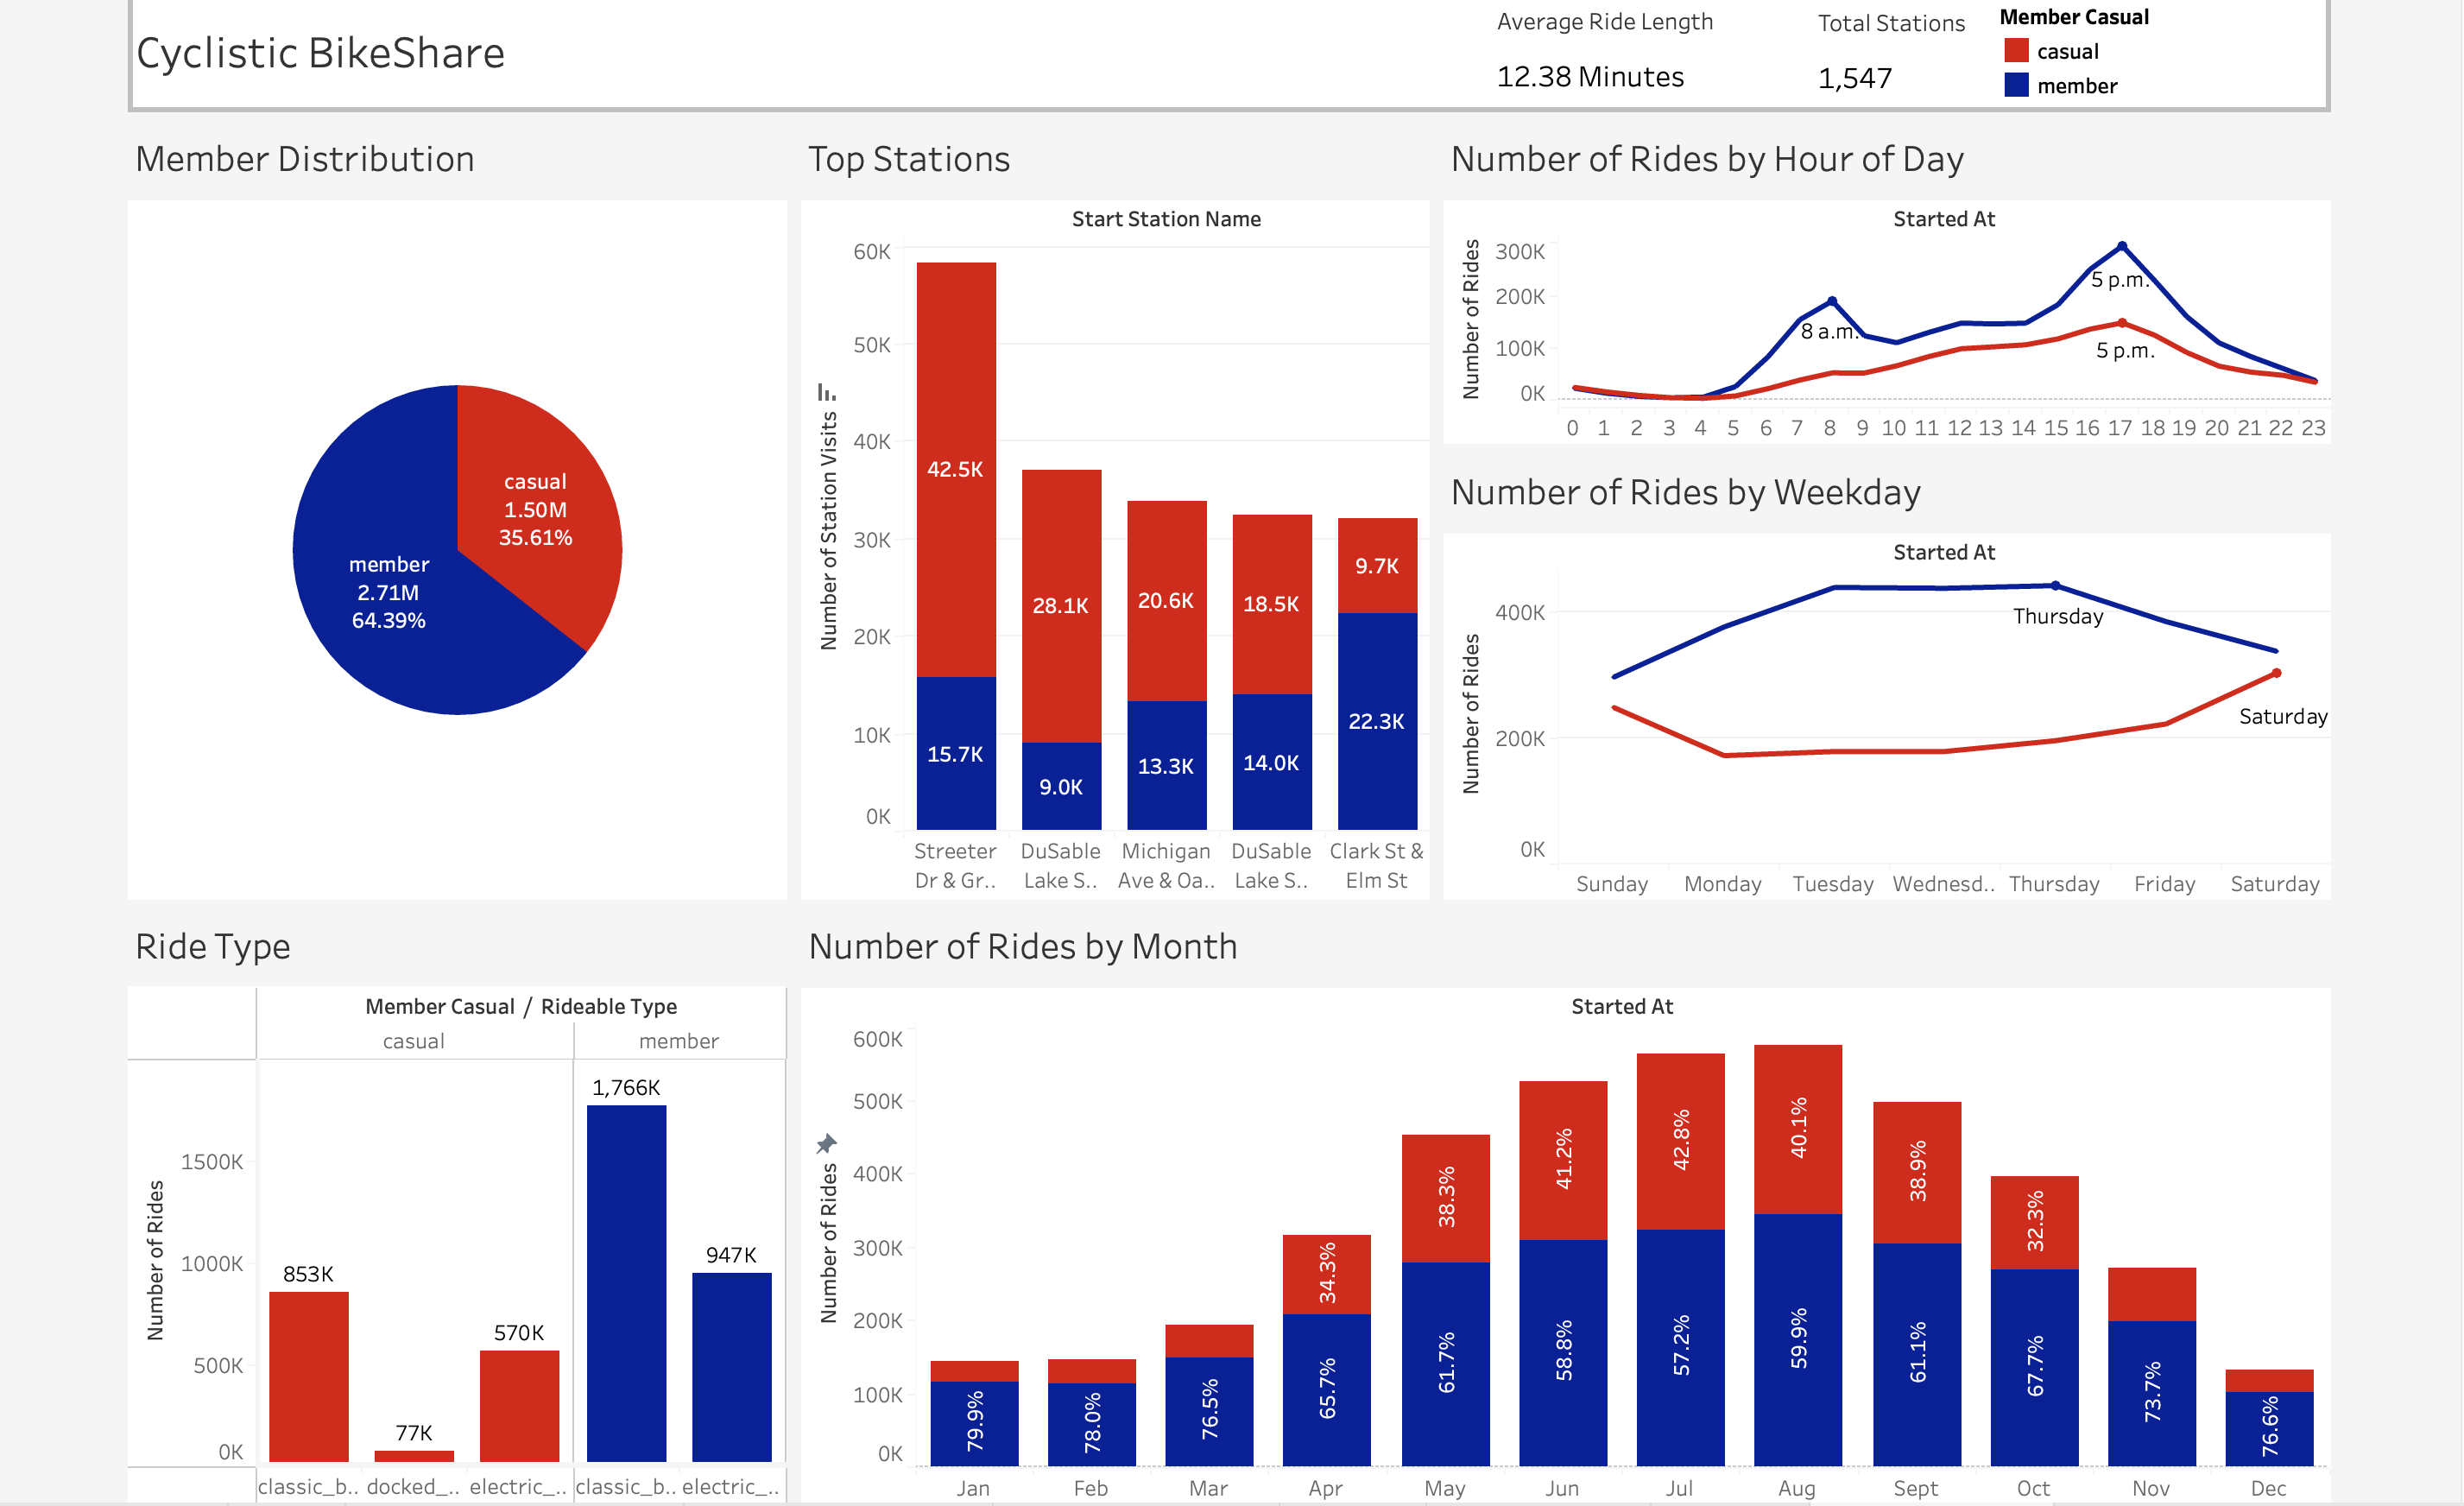 Cyclistic BikeShare
Average Ride Length
12.38 Minutes
Total Stations
1,547
Member Casual
casual
member
Member Distribution
casual
1.50M
35.61%
member
2.71M
64.39%
Top Stations
Start Station Name
Number of Station Visits
60K
50K
40K
30K
20K
10K
0K
42.5K
15.7K
28.1K
9.0K
20.6K
13.3K
18.5K
14.0K
9.7K
22.3K
Streeter
Dr & Gr..
DuSable
Lake S..
Michigan
Ave & Oa..
DuSable
Lake S..
Clark St &
Elm St
Number of Rides by Hour of Day
Started At
Number of Rides
300K
200K
100K
0K
8 a.m.
5 p.m.
5 p.m.
0 1 2 3 4 5 6 7 8 9 10 11 12 13 14 15 16 17 18 19 20 21 22 23
Number of Rides by Weekday
Started At
Number of Rides
400K
200K
0K
Thursday
Saturday
Sunday Monday Tuesday Wednesd.. Thursday Friday Saturday
Ride Type
Member Casual / Rideable Type
casual
member
Number of Rides
1500K
1000K
500K
0K
853K
77K
570K
1,766K
947K
classic_b.. docked_.. electric_.. classic_b.. electric_..
Number of Rides by Month
Started At
Number of Rides
600K
500K
400K
300K
200K
100K
0K
79.9%
78.0%
76.5%
34.3%
65.7%
38.3%
61.7%
41.2%
58.8%
42.8%
57.2%
40.1%
59.9%
38.9%
61.1%
32.3%
67.7%
73.7%
76.6%
Jan Feb Mar Apr May Jun Jul Aug Sept Oct Nov Dec